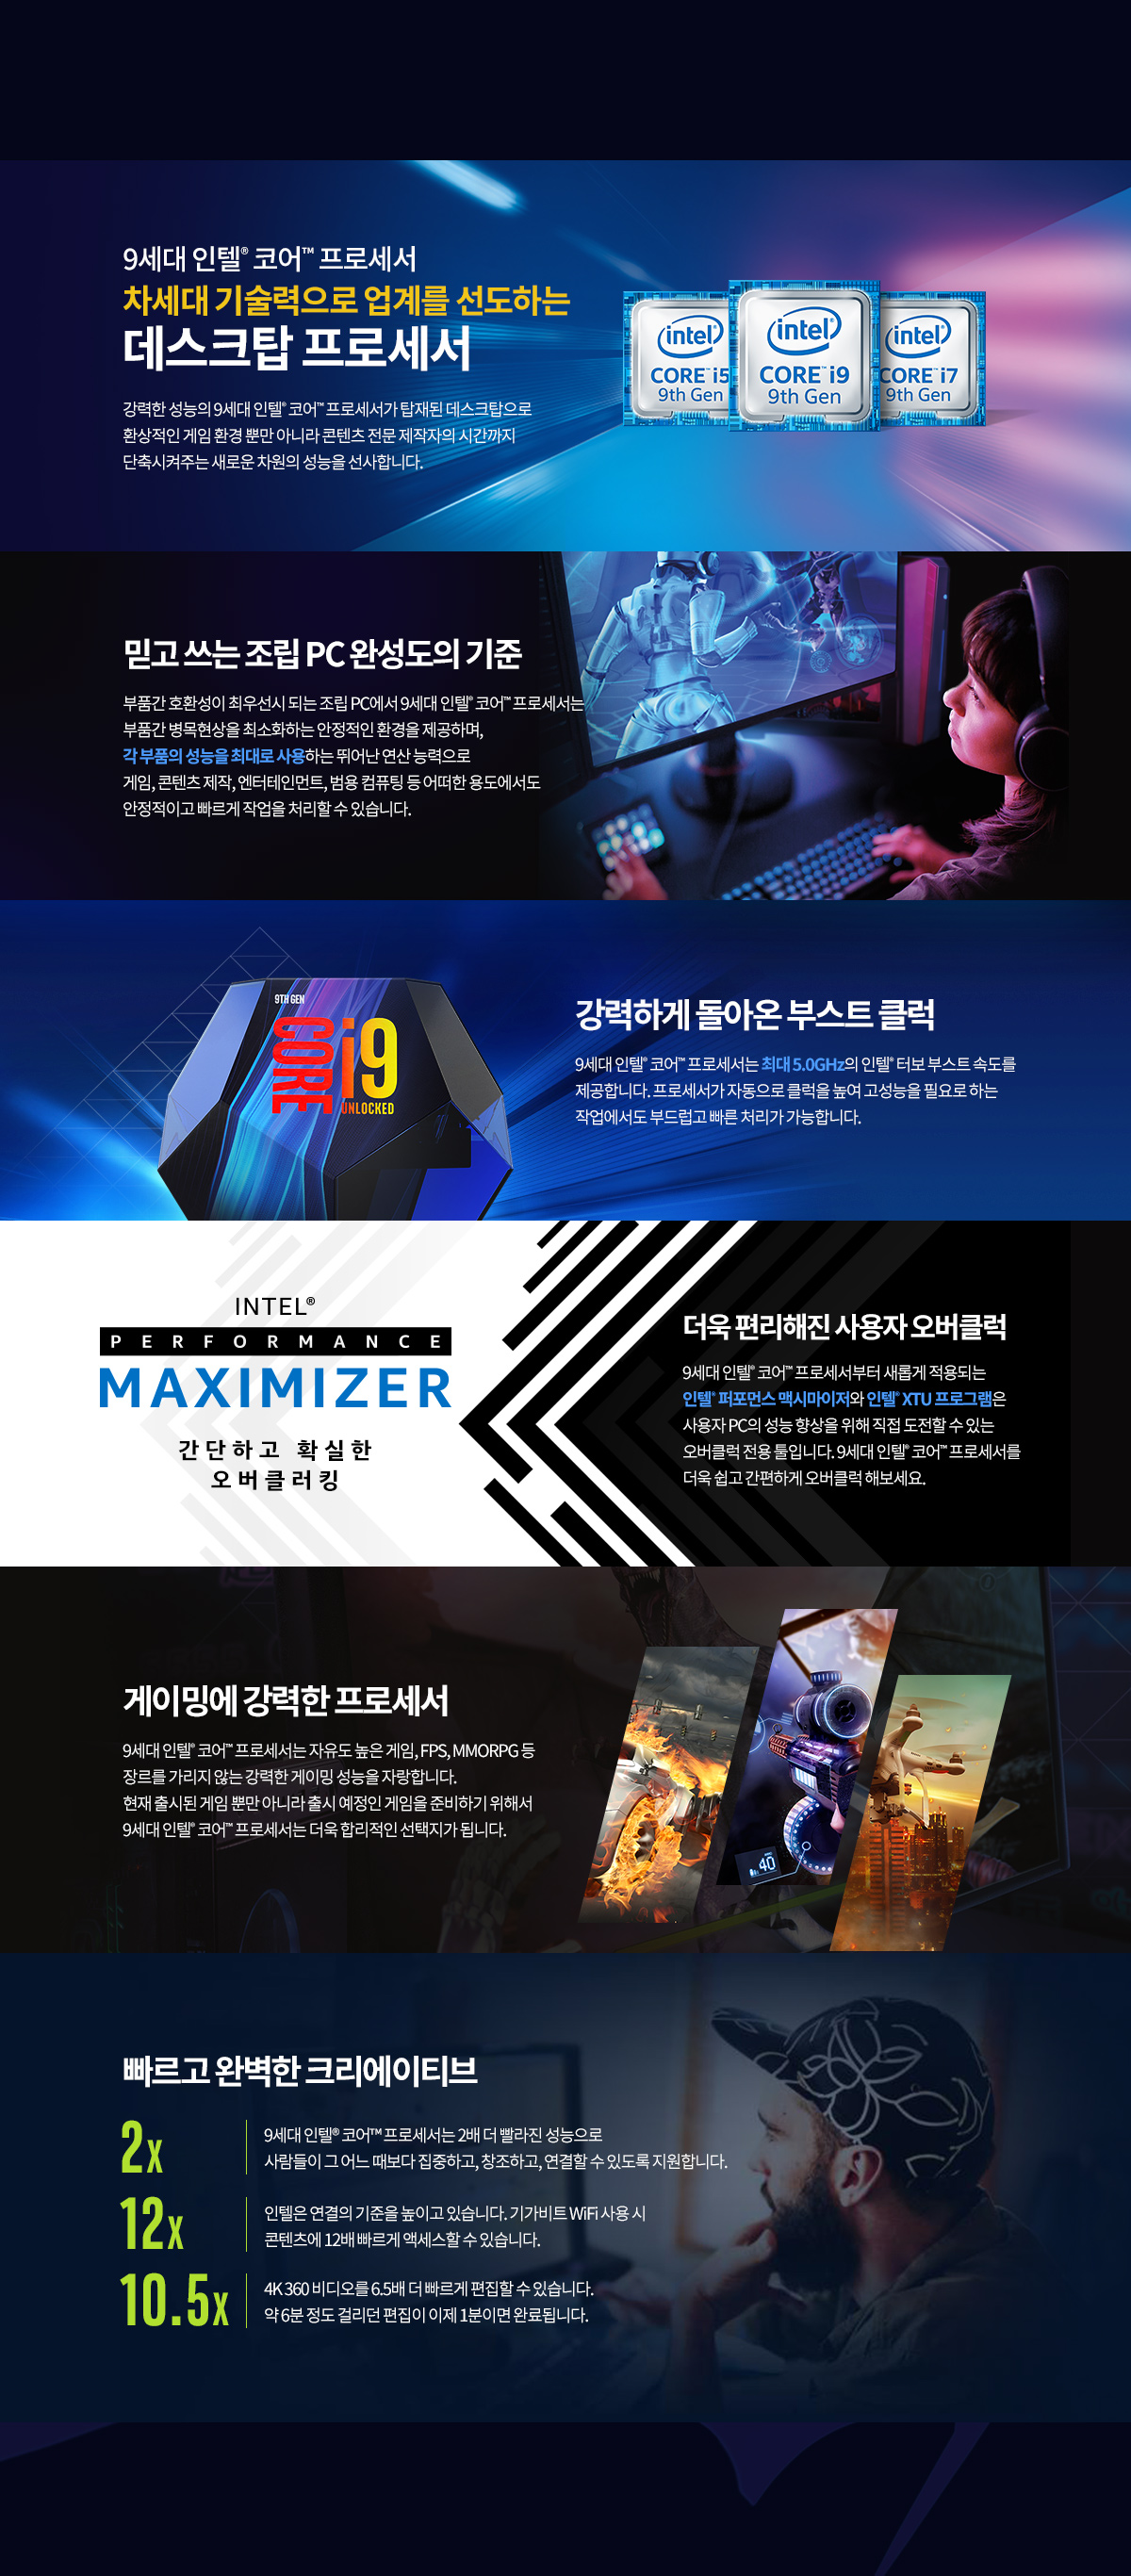 9세대 인텔® 코어™ 프로세서
차세대 기술력으로 업계를 선도하는
데스크탑 프로세서
강력한 성능의 9세대 인텔® 코어™ 프로세서가 탑재된 데스크탑으로
환상적인 게임 환경 뿐만 아니라 콘텐츠 전문 제작자의 시간까지
단축시켜주는 새로운 차원의 성능을 선사합니다.
intel®
CORE™ i5
9th Gen
intel®
CORE™ i9
9th Gen
intel®
CORE™ i7
9th Gen
믿고 쓰는 조립 PC 완성도의 기준
부품간 호환성이 최우선시 되는 조립 PC에서 9세대 인텔® 코어™ 프로세서는
부품간 병목현상을 최소화하는 안정적인 환경을 제공하며,
각 부품의 성능을 최대로 사용하는 뛰어난 연산 능력으로
게임, 콘텐츠 제작, 엔터테인먼트, 범용 컴퓨팅 등 어떠한 용도에서도
안정적이고 빠르게 작업을 처리할 수 있습니다.
9TH GEN
CORE
i9
UNLOCKED
강력하게 돌아온 부스트 클럭
9세대 인텔® 코어™ 프로세서는 최대 5.0GHz의 인텔® 터보 부스트 속도를
제공합니다. 프로세서가 자동으로 클럭을 높여 고성능을 필요로 하는
작업에서도 부드럽고 빠른 처리가 가능합니다.
INTEL®
PERFORMANCE
MAXIMIZER
간단하고 확실한
오버클러킹
더욱 편리해진 사용자 오버클럭
9세대 인텔® 코어™ 프로세서부터 새롭게 적용되는
인텔® 퍼포먼스 맥시마이저와 인텔® XTU 프로그램은
사용자 PC의 성능 향상을 위해 직접 도전할 수 있는
오버클럭 전용 툴입니다. 9세대 인텔® 코어™ 프로세서를
더욱 쉽고 간편하게 오버클럭 해보세요.
게이밍에 강력한 프로세서
9세대 인텔® 코어™ 프로세서는 자유도 높은 게임, FPS, MMORPG 등
장르를 가리지 않는 강력한 게이밍 성능을 자랑합니다.
현재 출시된 게임 뿐만 아니라 출시 예정인 게임을 준비하기 위해서
9세대 인텔® 코어™ 프로세서는 더욱 합리적인 선택지가 됩니다.
40
빠르고 완벽한 크리에이티브
2x
9세대 인텔® 코어™ 프로세서는 2배 더 빨라진 성능으로
사람들이 그 어느 때보다 집중하고, 창조하고, 연결할 수 있도록 지원합니다.
12x
인텔은 연결의 기준을 높이고 있습니다. 기가비트 WiFi 사용 시
콘텐츠에 12배 빠르게 액세스할 수 있습니다.
10.5x
4K 360 비디오를 6.5배 더 빠르게 편집할 수 있습니다.
약 6분 정도 걸리던 편집이 이제 1분이면 완료됩니다.